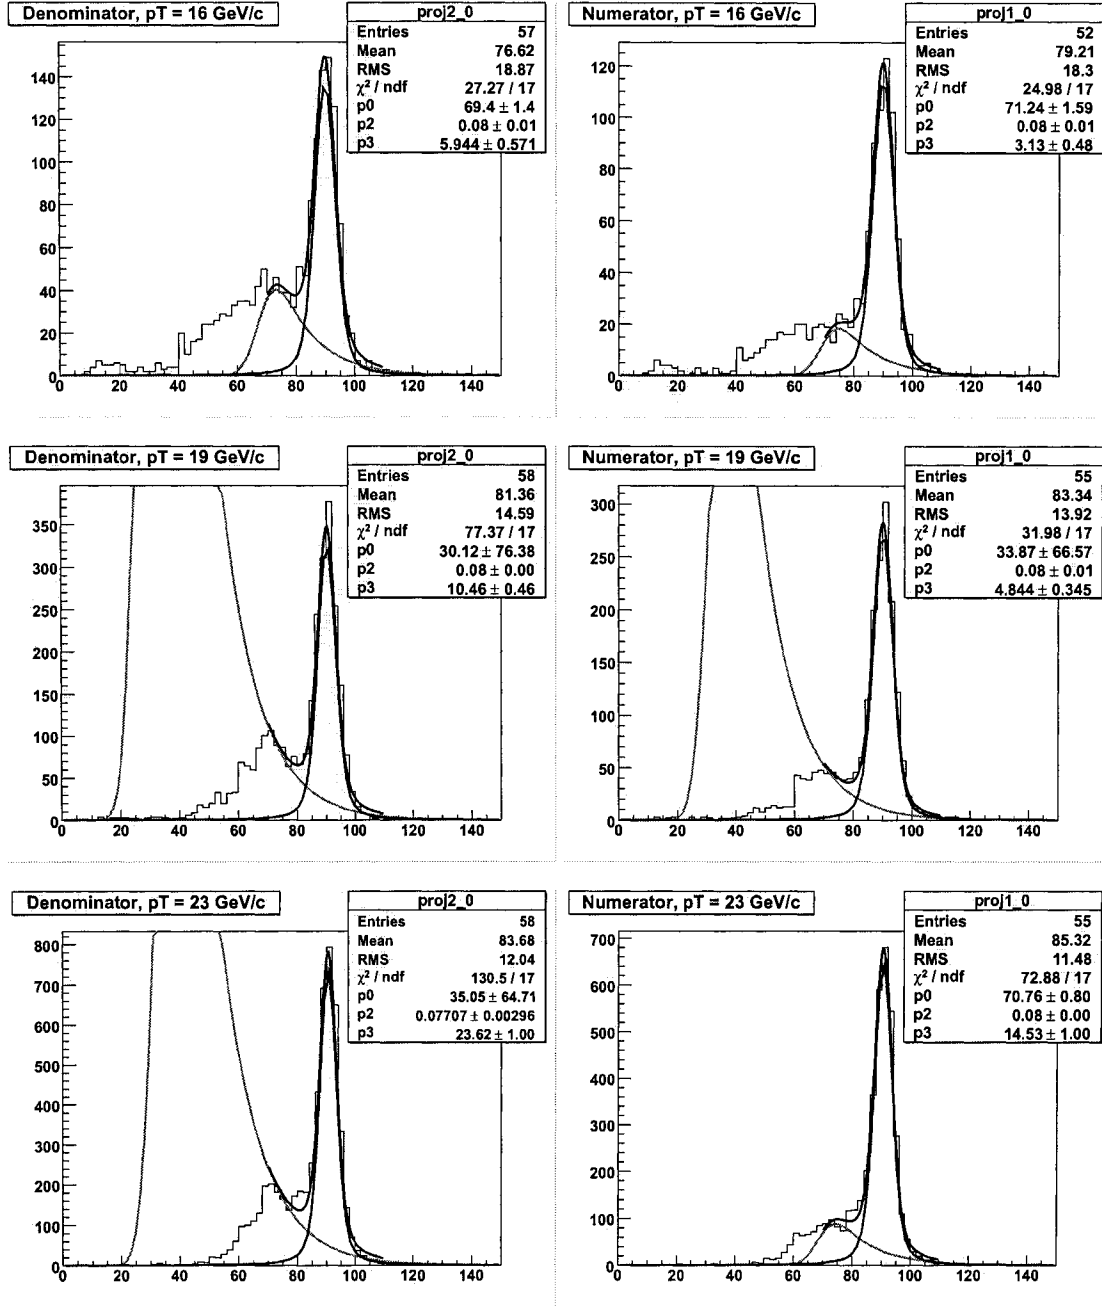 Denominator, pT = 16 GeV/c
proj2_0
Entries 57
Mean 76.62
RMS 18.87
χ² / ndf 27.27 / 17
p0 69.4 ± 1.4
p2 0.08 ± 0.01
p3 5.944 ± 0.571
140
120
100
80
60
40
20
0
0 20 40 60 80 100 120 140
Numerator, pT = 16 GeV/c
proj1_0
Entries 52
Mean 79.21
RMS 18.3
χ² / ndf 24.98 / 17
p0 71.24 ± 1.59
p2 0.08 ± 0.01
p3 3.13 ± 0.48
120
100
80
60
40
20
0
0 20 40 60 80 100 120 140
Denominator, pT = 19 GeV/c
proj2_0
Entries 58
Mean 81.36
RMS 14.59
χ² / ndf 77.37 / 17
p0 30.12 ± 76.38
p2 0.08 ± 0.00
p3 10.46 ± 0.46
350
300
250
200
150
100
50
0
0 20 40 60 80 100 120 140
Numerator, pT = 19 GeV/c
proj1_0
Entries 55
Mean 83.34
RMS 13.92
χ² / ndf 31.98 / 17
p0 33.87 ± 66.57
p2 0.08 ± 0.01
p3 4.844 ± 0.345
300
250
200
150
100
50
0
0 20 40 60 80 100 120 140
Denominator, pT = 23 GeV/c
proj2_0
Entries 58
Mean 83.68
RMS 12.04
χ² / ndf 130.5 / 17
p0 35.05 ± 64.71
p2 0.07707 ± 0.00296
p3 23.62 ± 1.00
800
700
600
500
400
300
200
100
0
0 20 40 60 80 100 120 140
Numerator, pT = 23 GeV/c
proj1_0
Entries 55
Mean 85.32
RMS 11.48
χ² / ndf 72.88 / 17
p0 70.76 ± 0.80
p2 0.08 ± 0.00
p3 14.53 ± 1.00
700
600
500
400
300
200
100
0
0 20 40 60 80 100 120 140